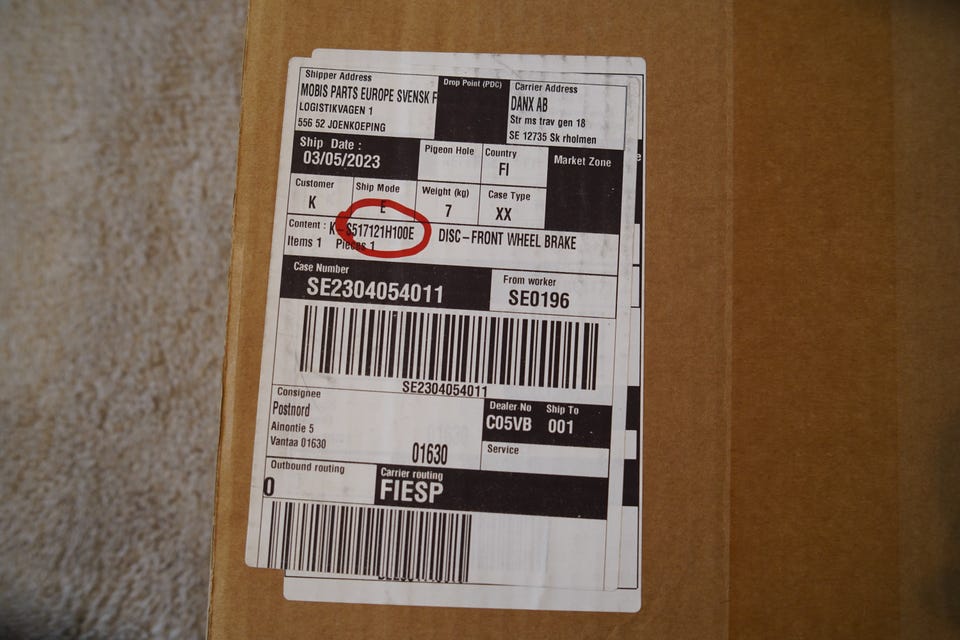 Shipper Address
MOBIS PARTS EUROPE SVENSK F
LOGISTIKVAGEN 1
556 52 JOENKOEPING
Drop Point (PDC)
Carrier Address
DANX AB
Str ms trav gen 18
SE 12735 Sk rholmen
Ship Date :
03/05/2023
Pigeon Hole
Country
FI
Market Zone
Customer
K
Ship Mode
E
Weight (kg)
7
Case Type
XX
Content : K-S517121H100E DISC-FRONT WHEEL BRAKE
Items 1 Pieces 1
Case Number
SE2304054011
From worker
SE0196
SE2304054011
Consignee
Postnord
Ainontie 5
Vantaa 01630
01630
Dealer No
C05VB
Ship To
001
Service
Outbound routing
0
Carrier routing
FIESP